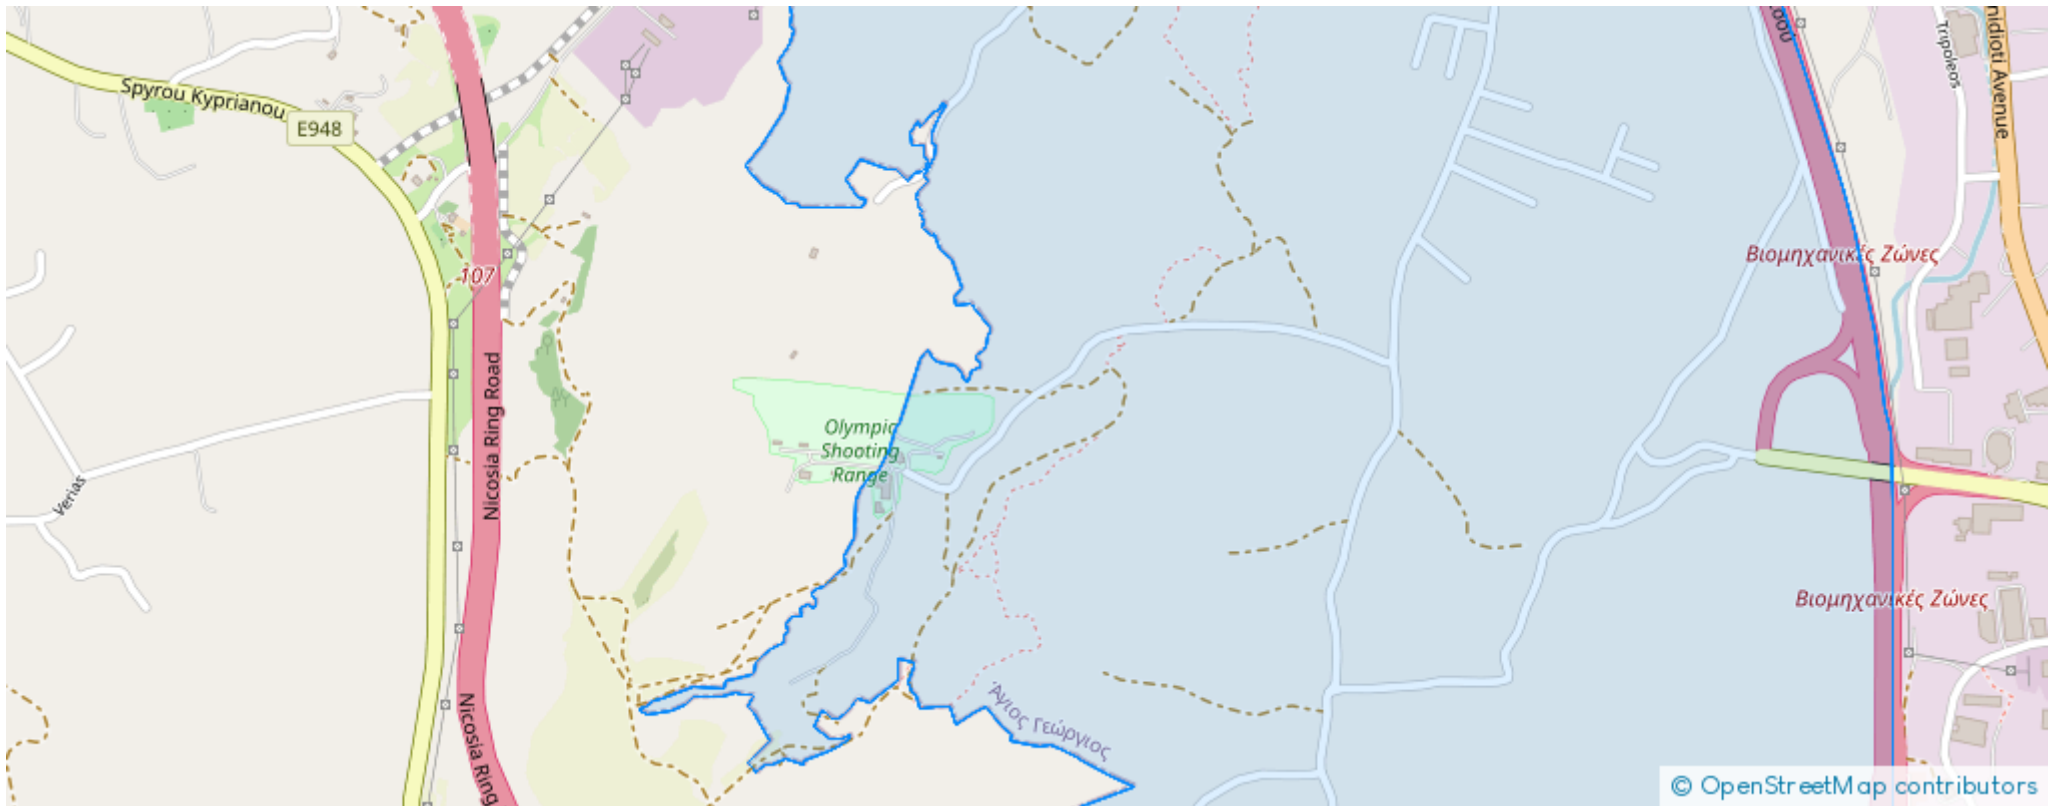 Spyrou Kyprianou
E948
107
Nicosia Ring Road
Verias
Nicosia Ring
Olympic
Shooting
Range
Άγιος Γεώργιος
Tripoleos
Avenue
Βιομηχανικές Ζώνες
Βιομηχανικές Ζώνες
© OpenStreetMap contributors